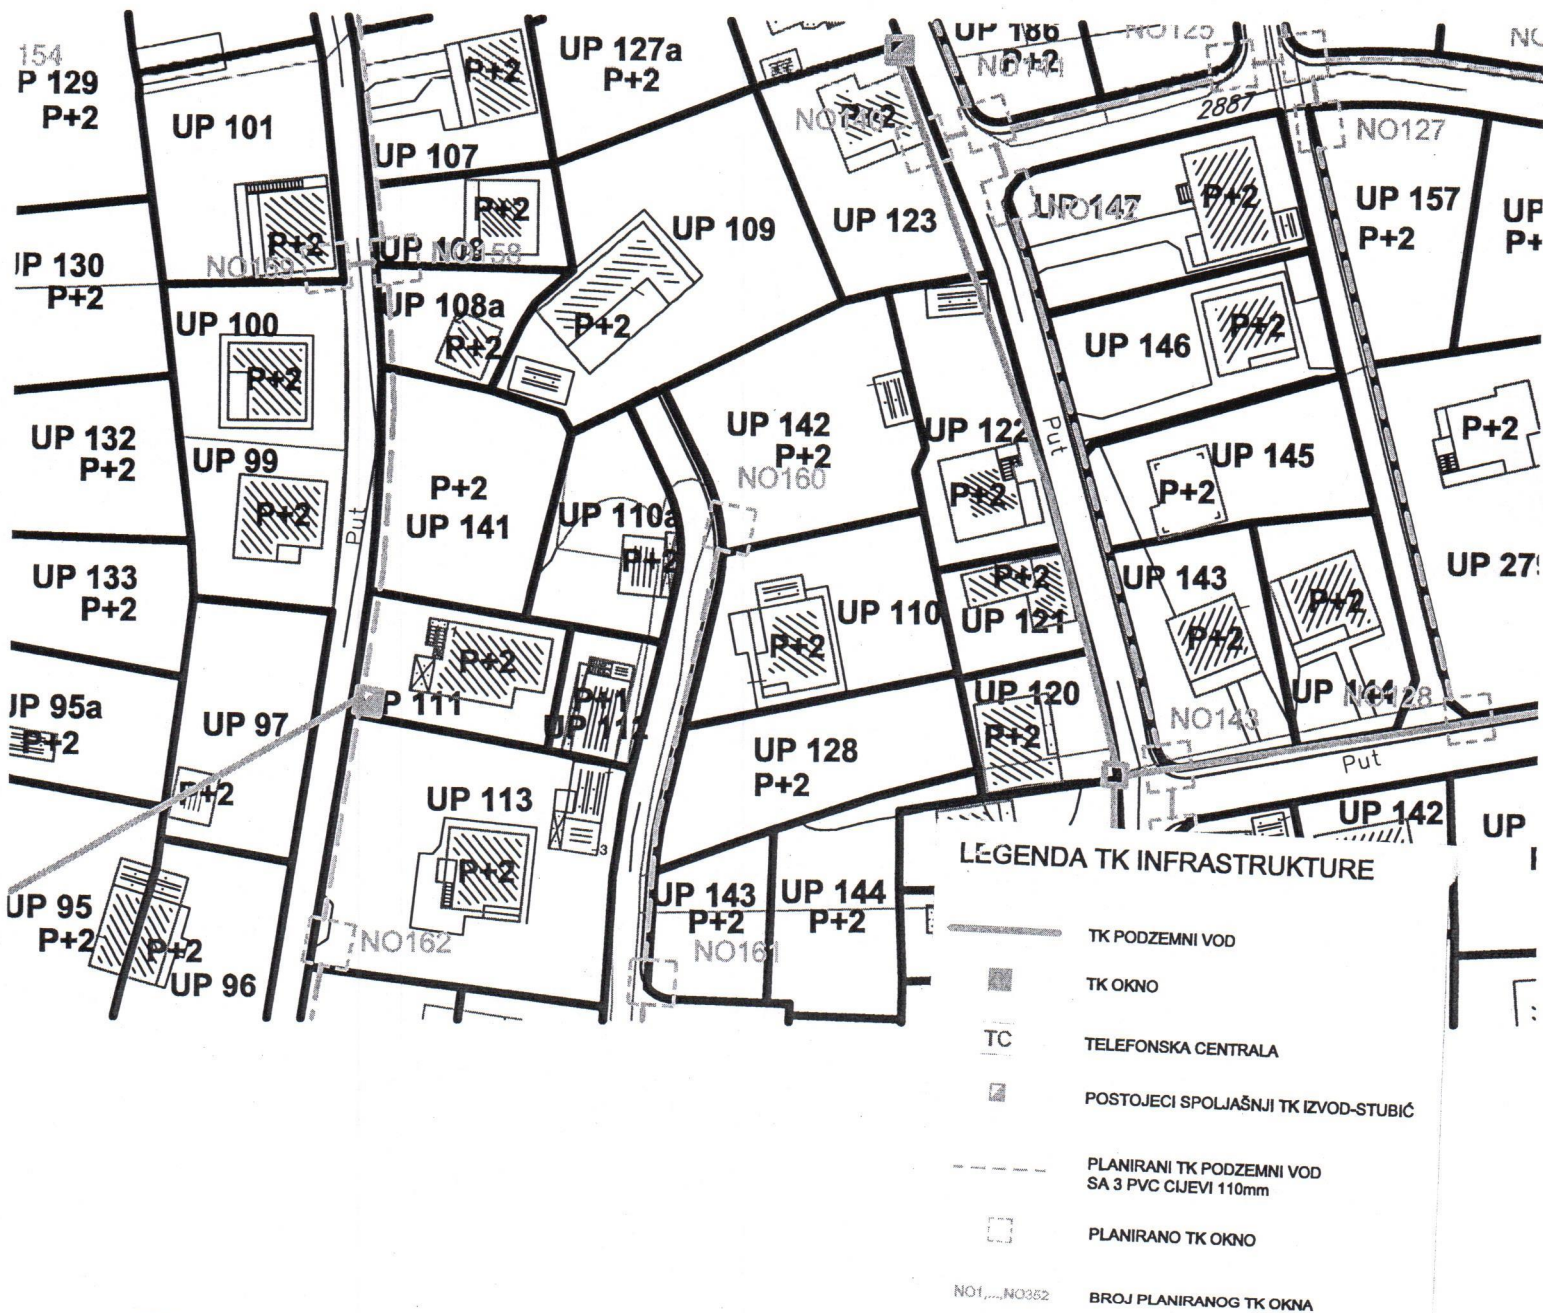 154
P 129
P+2
UP 101
P+2
UP 107
UP 127a
P+2
P+2
UP 186
P+2
NO125
2887
NO127
UP 109
UP 123
UP 147
NO142
P+2
UP 157
P+2
UP
P+2
P+2
NO159
UP 108
NO158
UP 130
P+2
UP 108a
P+2
P+2
UP 100
P+2
UP 146
P+2
UP 132
P+2
UP 99
P+2
Put
P+2
UP 141
UP 110a
P+2
UP 142
P+2
NO160
UP 122
P+2
Put
UP 145
P+2
P+2
UP 133
P+2
UP 110
P+2
P+2
UP 121
UP 143
P+2
P+2
UP 279
UP 95a
P+2
UP 97
P+2
P 111
P+2
P+1
UP 112
UP 128
P+2
UP 120
P+2
NO143
NO128
Put
UP 113
P+2
3
UP 142
UP
UP 95
P+2
P+2
UP 96
NO162
UP 143
P+2
NO161
UP 144
P+2
LEGENDA TK INFRASTRUKTURE
TK PODZEMNI VOD
TK OKNO
TC TELEFONSKA CENTRALA
POSTOJECI SPOLJAŠNJI TK IZVOD-STUBIĆ
PLANIRANI TK PODZEMNI VOD
SA 3 PVC CIJEVI 110mm
PLANIRANO TK OKNO
NO1,...,NO352 BROJ PLANIRANOG TK OKNA